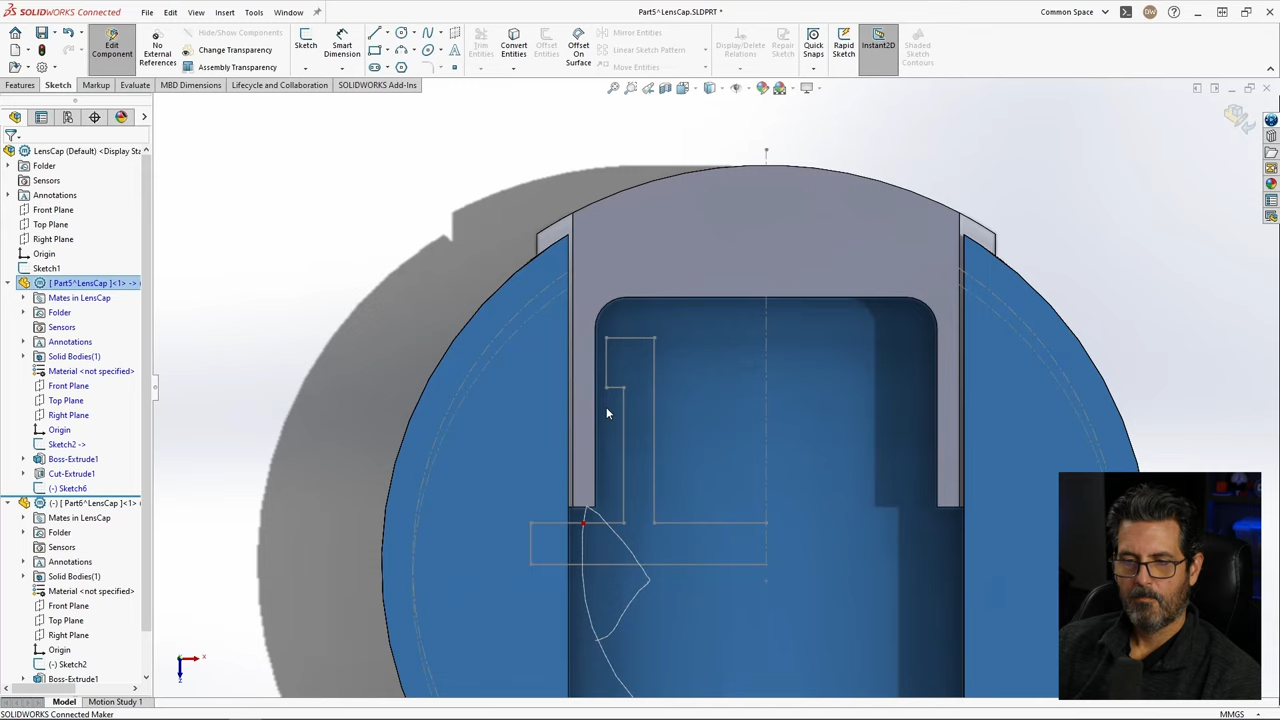 SOLIDWORKS CONNECTED
File
Edit
View
Insert
Tools
Window
Part5^LensCap.SLDPRT *
Common Space
DW
Edit
Component
No
External
References
Hide/Show Components
Change Transparency
Assembly Transparency
Sketch
Smart
Dimension
Trim
Entities
Convert
Entities
Offset
Entities
Offset
On
Surface
Mirror Entities
Linear Sketch Pattern
Move Entities
Display/Delete
Relations
Repair
Sketch
Quick
Snaps
Rapid
Sketch
Instant2D
Shaded
Sketch
Contours
Features
Sketch
Markup
Evaluate
MBD Dimensions
Lifecycle and Collaboration
SOLIDWORKS Add-Ins
LensCap (Default) <Display Sta
Folder
Sensors
Annotations
Front Plane
Top Plane
Right Plane
Origin
Sketch1
[ Part5^LensCap ]<1> ->
Mates in LensCap
Folder
Sensors
Annotations
Solid Bodies(1)
Material <not specified>
Front Plane
Top Plane
Right Plane
Origin
Sketch2 ->
Boss-Extrude1
Cut-Extrude1
(-) Sketch6
(-) [ Part6^LensCap ]<1>
Mates in LensCap
Folder
Sensors
Annotations
Solid Bodies(1)
Material <not specified>
Front Plane
Top Plane
Right Plane
Origin
(-) Sketch2
Boss-Extrude1
x
z
Model
Motion Study 1
SOLIDWORKS Connected Maker
MMGS